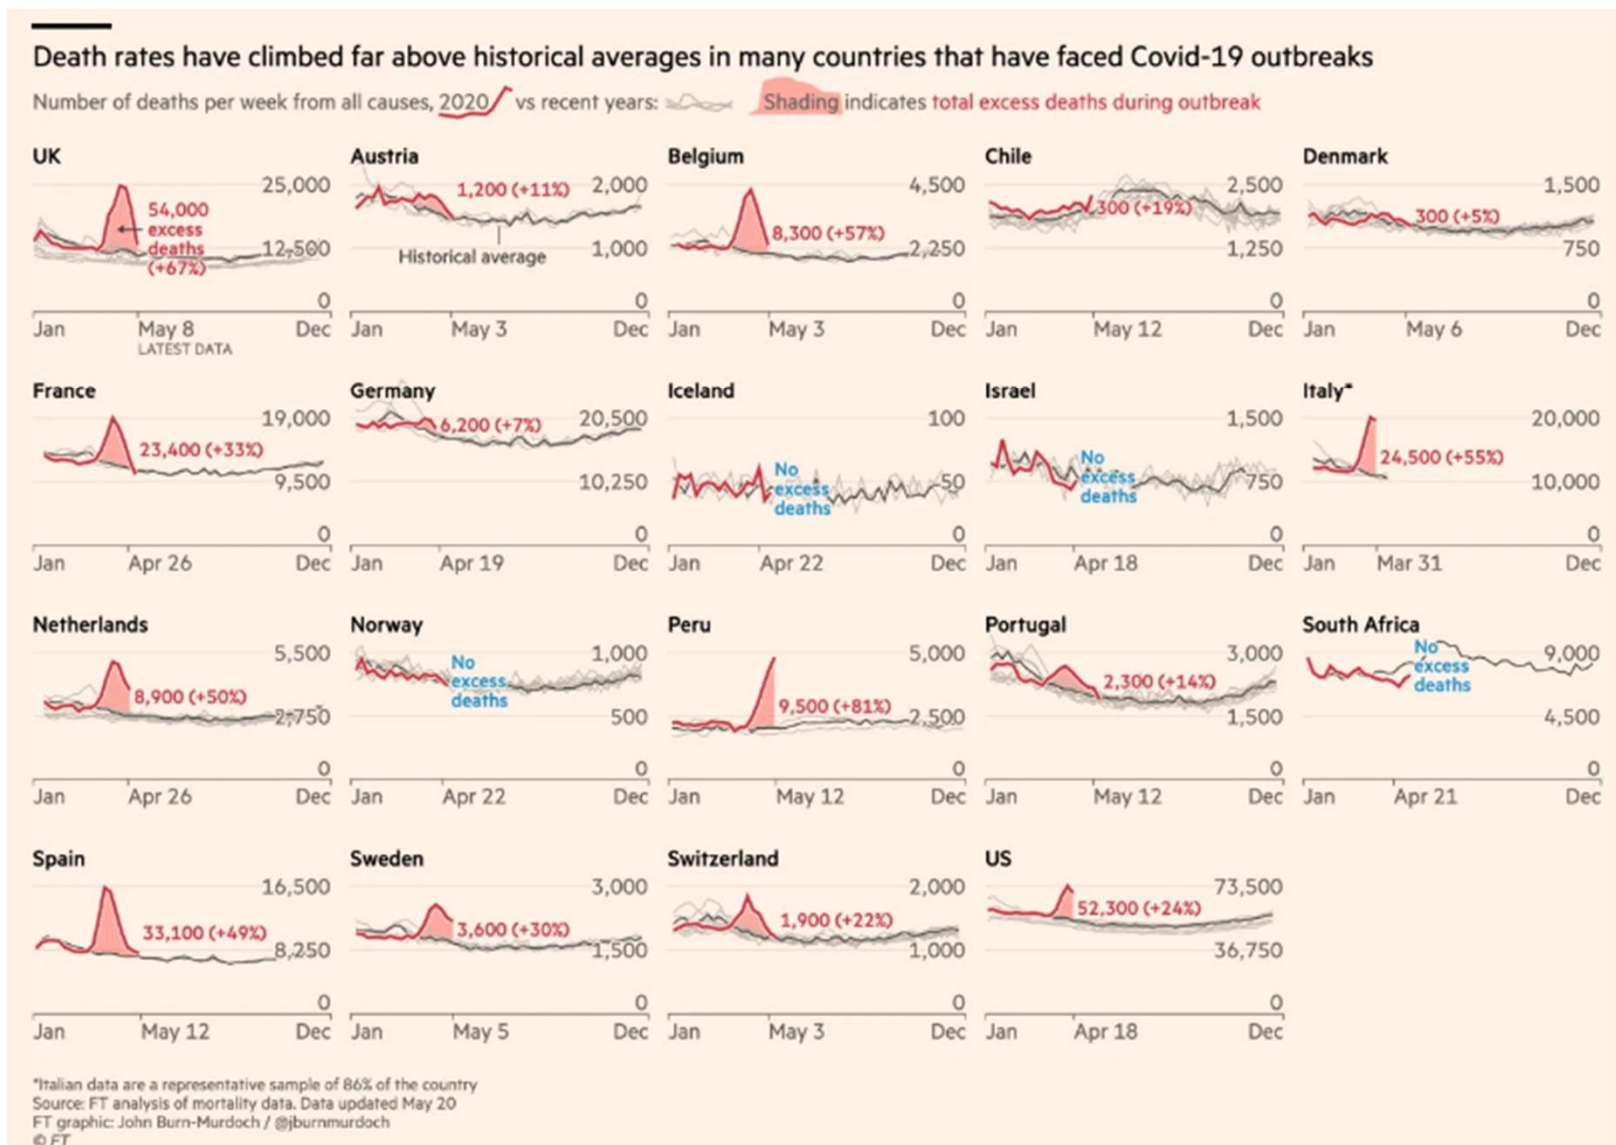 Death rates have climbed far above historical averages in many countries that have faced Covid-19 outbreaks
Number of deaths per week from all causes, 2020 vs recent years: Shading indicates total excess deaths during outbreak
UK
25,000
54,000
excess
deaths
(+67%)
12,500
0
Jan May 8 Dec
LATEST DATA
Austria
1,200 (+11%) 2,000
Historical average
1,000
0
Jan May 3 Dec
Belgium
4,500
8,300 (+57%)
2,250
0
Jan May 3 Dec
Chile
2,500
300 (+19%)
1,250
0
Jan May 12 Dec
Denmark
1,500
300 (+5%)
750
0
Jan May 6 Dec
France
19,000
23,400 (+33%)
9,500
0
Jan Apr 26 Dec
Germany
20,500
6,200 (+7%)
10,250
0
Jan Apr 19 Dec
Iceland
100
No
excess
deaths
50
0
Jan Apr 22 Dec
Israel
1,500
No
excess
deaths
750
0
Jan Apr 18 Dec
Italy*
20,000
24,500 (+55%)
10,000
0
Jan Mar 31 Dec
Netherlands
5,500
8,900 (+50%)
2,750
0
Jan Apr 26 Dec
Norway
1,000
No
excess
deaths
500
0
Jan Apr 22 Dec
Peru
5,000
9,500 (+81%)
2,500
0
Jan May 12 Dec
Portugal
3,000
2,300 (+14%)
1,500
0
Jan May 12 Dec
South Africa
No
excess
deaths
9,000
4,500
0
Jan Apr 21 Dec
Spain
16,500
33,100 (+49%)
8,250
0
Jan May 12 Dec
Sweden
3,000
3,600 (+30%)
1,500
0
Jan May 5 Dec
Switzerland
2,000
1,900 (+22%)
1,000
0
Jan May 3 Dec
US
73,500
52,300 (+24%)
36,750
0
Jan Apr 18 Dec
*Italian data are a representative sample of 86% of the country
Source: FT analysis of mortality data. Data updated May 20
FT graphic: John Burn-Murdoch / @jburnmurdoch
© FT